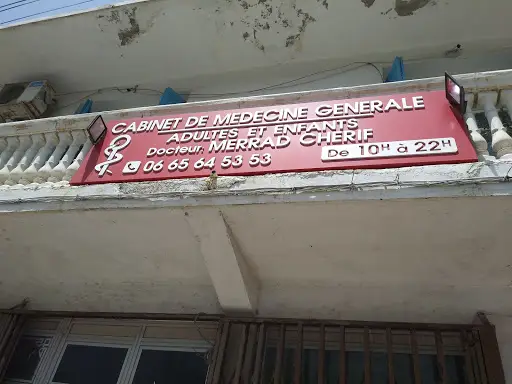 CABINET DE MEDECINE GENERALE
ADULTES ET ENFANTS
Docteur. MERRAD CHERIF
06 65 64 53 53
De 10H à 22H